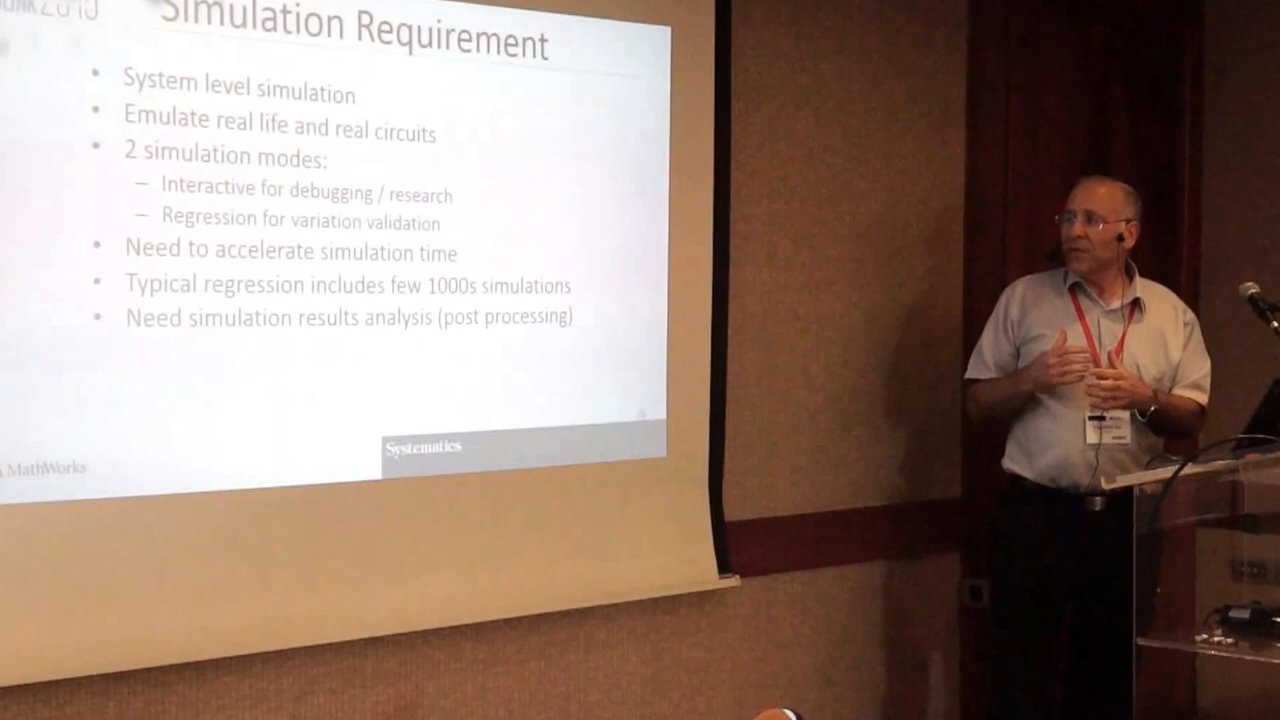 Simulation Requirement
• System level simulation
• Emulate real life and real circuits
• 2 simulation modes:
– Interactive for debugging / research
– Regression for variation validation
• Need to accelerate simulation time
• Typical regression includes few 1000s simulations
• Need simulation results analysis (post processing)
Systematics
MathWorks